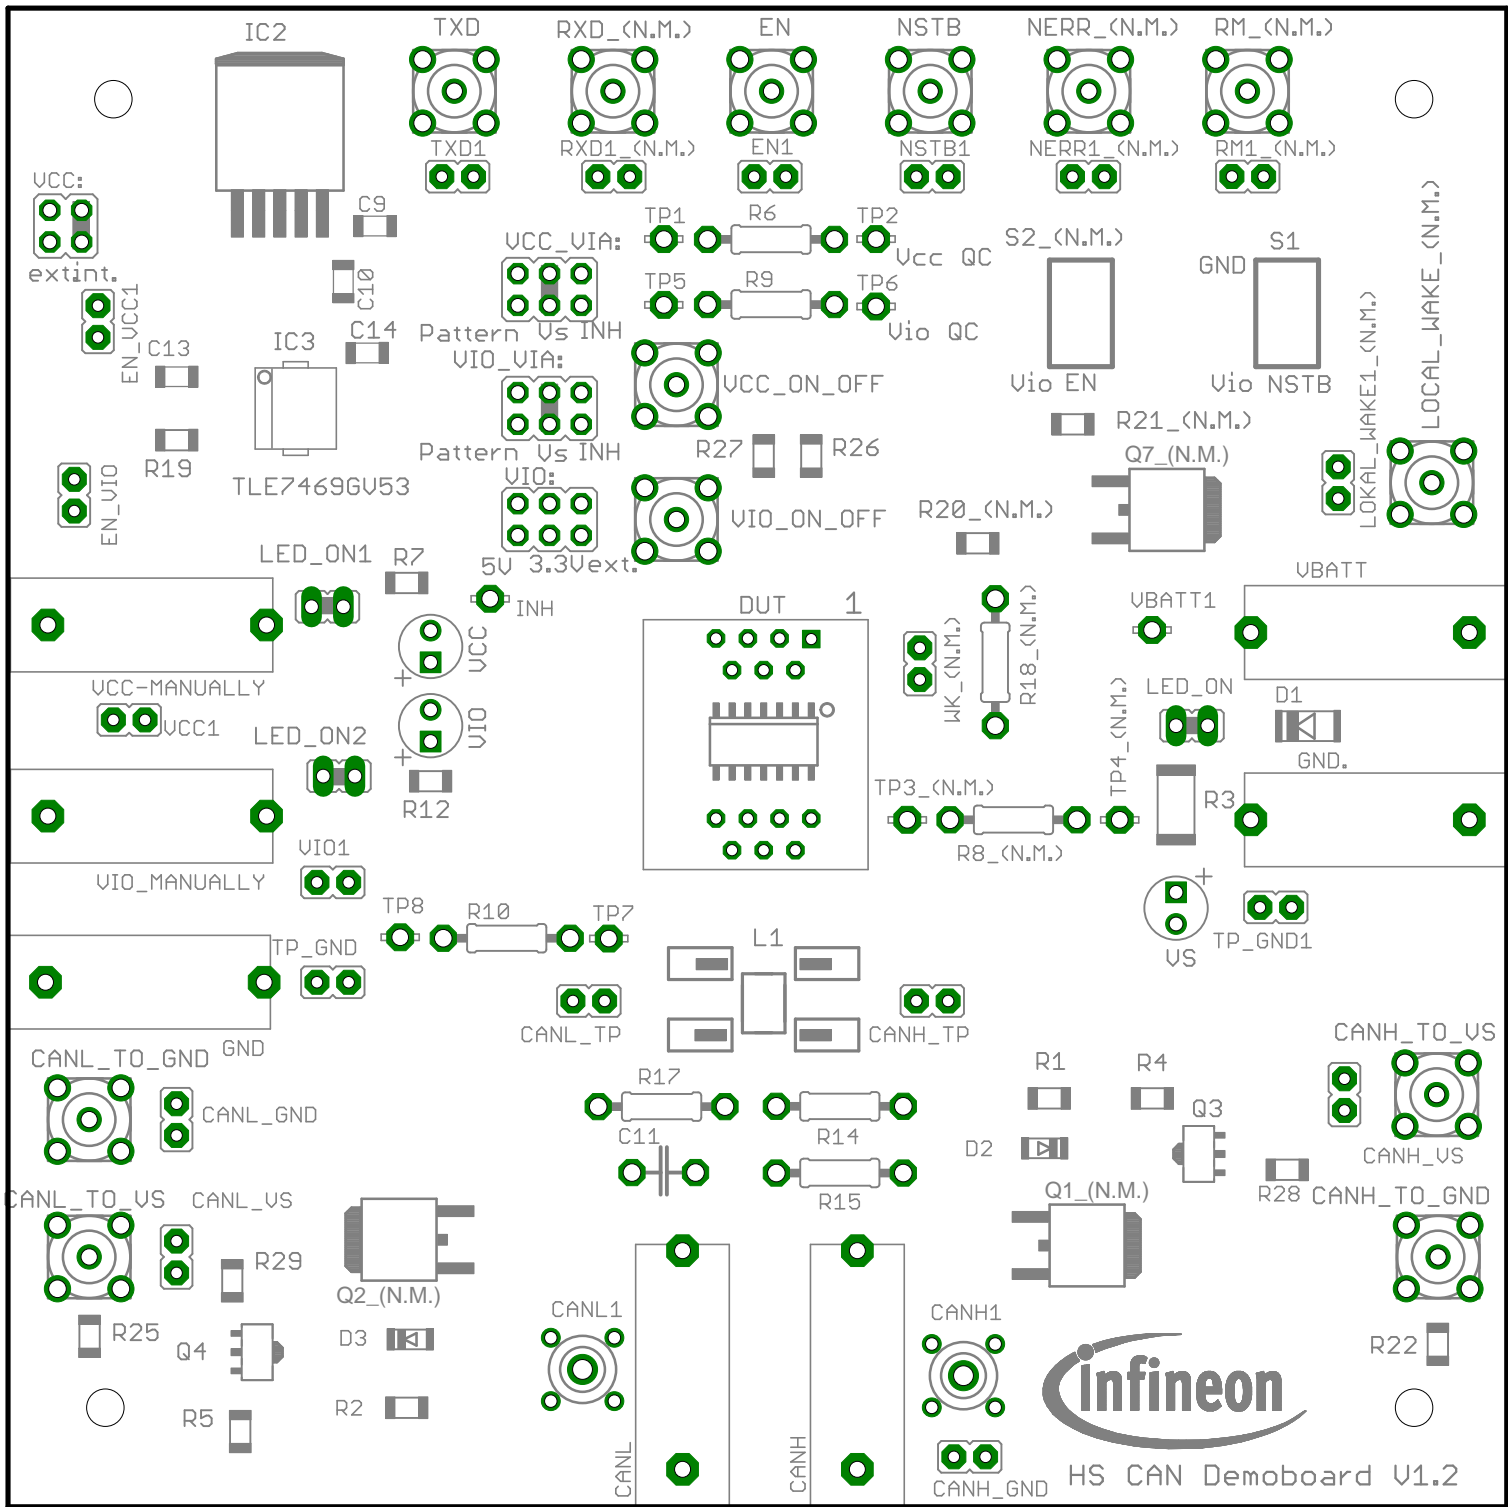 IC2
TXD
RXD_(N.M.)
EN
NSTB
NERR_(N.M.)
RM_(N.M.)
TXD1
RXD1_(N.M.)
EN1
NSTB1
NERR1_(N.M.)
RM1_(N.M.)
VCC:
extint.
EN_VCC1
C9
C10
C13
C14
IC3
R19
TLE7469GV53
EN_VIO
VCC_VIA:
Pattern Vs INH
VIO_VIA:
Pattern Vs INH
VIO:
5V 3.3Vext.
TP1
R6
TP2
Vcc QC
TP5
R9
TP6
Vio QC
VCC_ON_OFF
R27
R26
VIO_ON_OFF
S2_(N.M.)
Vio EN
S1
GND
Vio NSTB
R21_(N.M.)
Q7_(N.M.)
R20_(N.M.)
LOCAL_WAKE_(N.M.)
LOKAL_WAKE1_(N.M.)
LED_ON1
R7
INH
DUT
1
VCC
VCC-MANUALLY
VCC1
LED_ON2
VIO
R12
VIO1
VIO_MANUALLY
WK_(N.M.)
R18_(N.M.)
VBATT1
VBATT
LED_ON
D1
GND.
TP3_(N.M.)
TP4_(N.M.)
R8_(N.M.)
R3
VS
TP_GND1
TP8
R10
TP7
TP_GND
GND
L1
CANL_TP
CANH_TP
CANL_TO_GND
CANL_GND
CANL_TO_VS
CANL_VS
R17
C11
R14
R15
R1
R4
D2
Q3
CANH_TO_VS
CANH_VS
R28
CANH_TO_GND
Q1_(N.M.)
R29
R25
Q4
R5
Q2_(N.M.)
D3
R2
CANL1
CANL
CANH
CANH1
CANH_GND
R22
infineon
HS CAN Demoboard V1.2